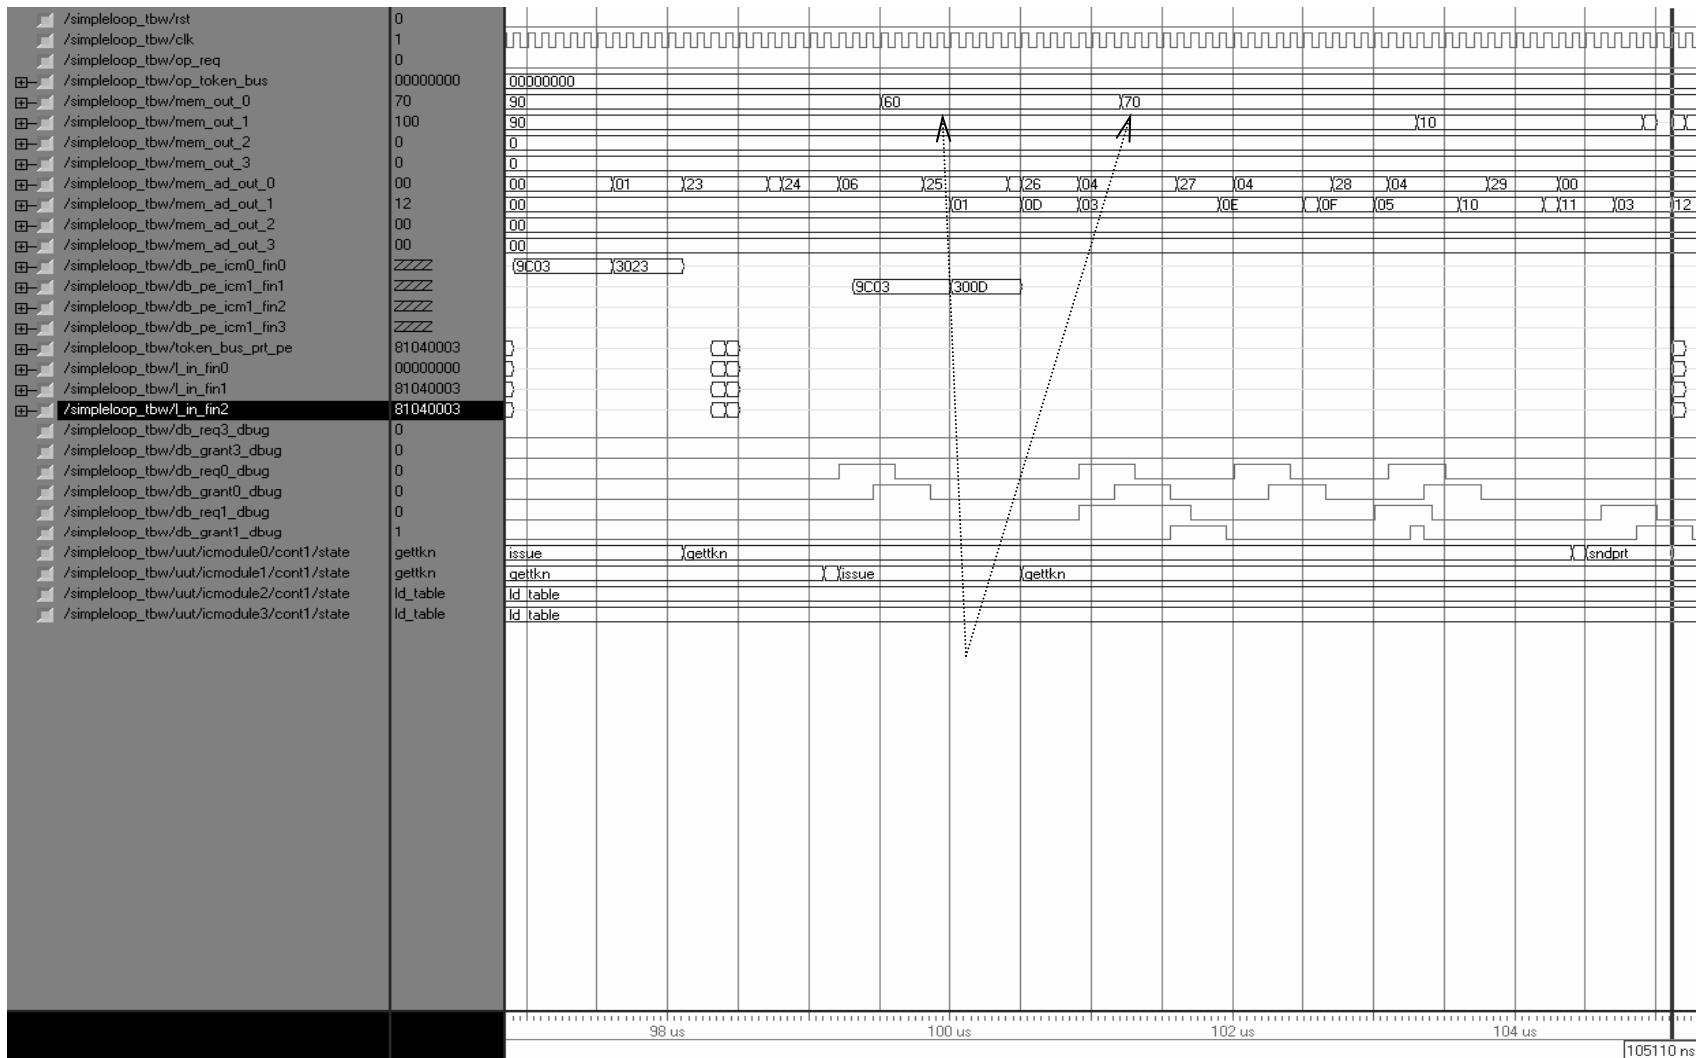 /simpleloop_tbw/rst 0
/simpleloop_tbw/clk 1
/simpleloop_tbw/op_req 0
/simpleloop_tbw/op_token_bus 00000000 00000000
/simpleloop_tbw/mem_out_0 70 90 60 70
/simpleloop_tbw/mem_out_1 100 90 10
/simpleloop_tbw/mem_out_2 0 0
/simpleloop_tbw/mem_out_3 0 0
/simpleloop_tbw/mem_ad_out_0 00 00 01 23 24 06 25 26 04 27 04 28 04 29 00
/simpleloop_tbw/mem_ad_out_1 12 00 01 0D 03 0E 0F 05 10 11 03 12
/simpleloop_tbw/mem_ad_out_2 00 00
/simpleloop_tbw/mem_ad_out_3 00 00
/simpleloop_tbw/db_pe_icm0_fin0 ZZZZ 9C03 3023
/simpleloop_tbw/db_pe_icm1_fin1 ZZZZ 9C03 300D
/simpleloop_tbw/db_pe_icm1_fin2 ZZZZ
/simpleloop_tbw/db_pe_icm1_fin3 ZZZZ
/simpleloop_tbw/token_bus_prt_pe 81040003
/simpleloop_tbw/l_in_fin0 00000000
/simpleloop_tbw/l_in_fin1 81040003
/simpleloop_tbw/l_in_fin2 81040003
/simpleloop_tbw/db_req3_dbug 0
/simpleloop_tbw/db_grant3_dbug 0
/simpleloop_tbw/db_req0_dbug 0
/simpleloop_tbw/db_grant0_dbug 0
/simpleloop_tbw/db_req1_dbug 0
/simpleloop_tbw/db_grant1_dbug 1
/simpleloop_tbw/uut/icmodule0/cont1/state gettkn issue gettkn sndprt
/simpleloop_tbw/uut/icmodule1/cont1/state gettkn gettkn issue gettkn
/simpleloop_tbw/uut/icmodule2/cont1/state ld_table ld_table
/simpleloop_tbw/uut/icmodule3/cont1/state ld_table ld_table
98 us 100 us 102 us 104 us
105110 ns